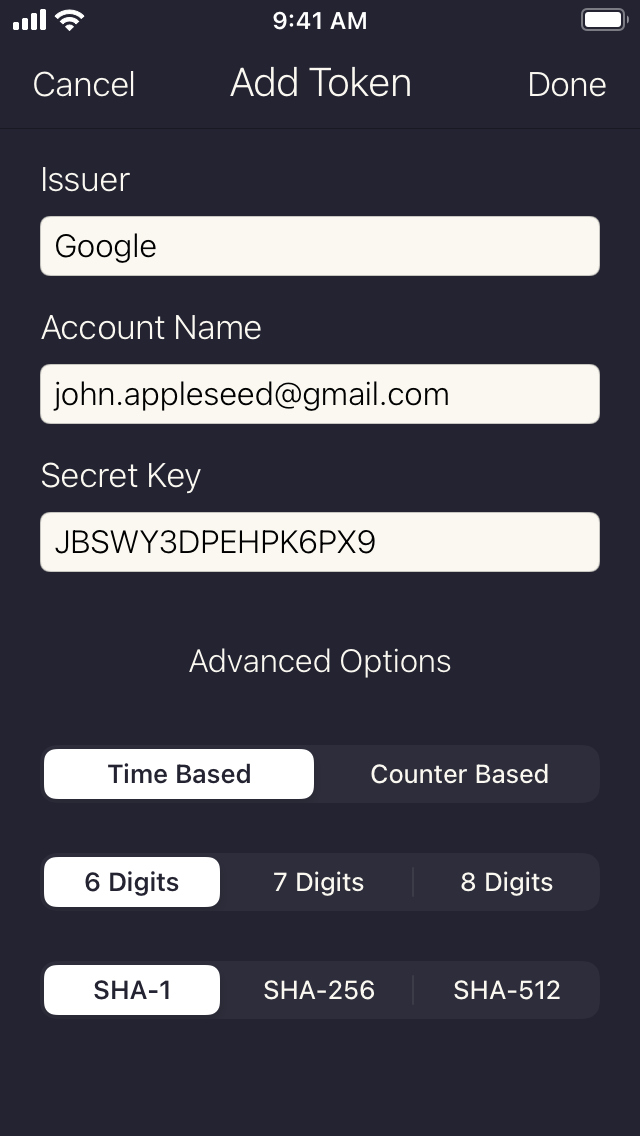 9:41 AM
Cancel Add Token Done
Issuer
Google
Account Name
john.appleseed@gmail.com
Secret Key
JBSWY3DPEHPK6PX9
Advanced Options
Time Based Counter Based
6 Digits 7 Digits 8 Digits
SHA-1 SHA-256 SHA-512